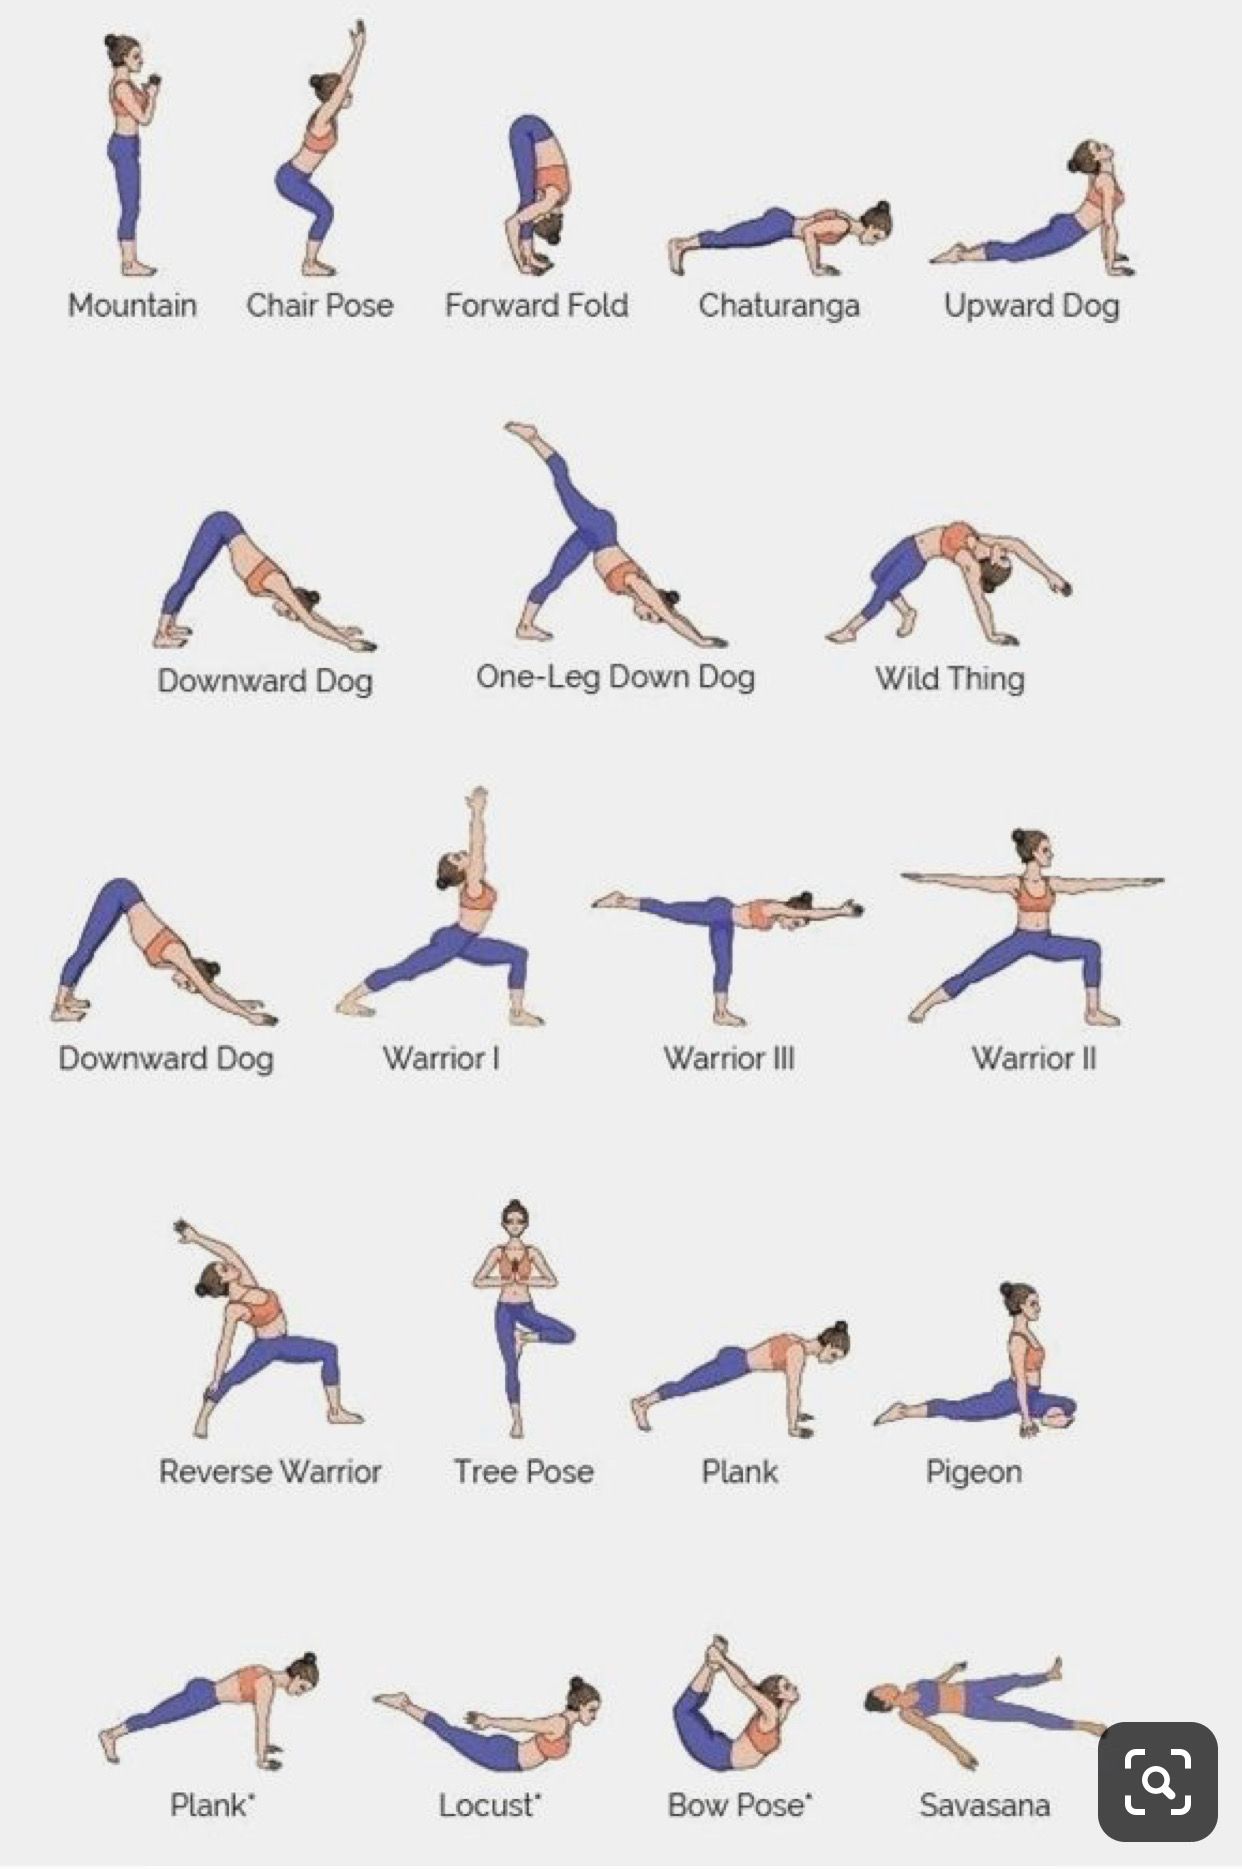 Mountain Chair Pose Forward Fold Chaturanga Upward Dog
Downward Dog One-Leg Down Dog Wild Thing
Downward Dog Warrior I Warrior III Warrior II
Reverse Warrior Tree Pose Plank Pigeon
Plank* Locust* Bow Pose* Savasana